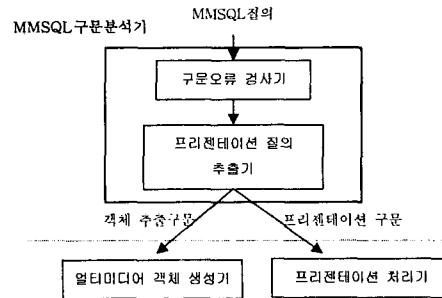 MMSQL질의
MMSQL구문분석기
구문오류 검사기
프리젠테이션 질의
추출기
객체 추출구문
프리젠테이션 구문
멀티미디어 객체 생성기
프리젠테이션 처리기